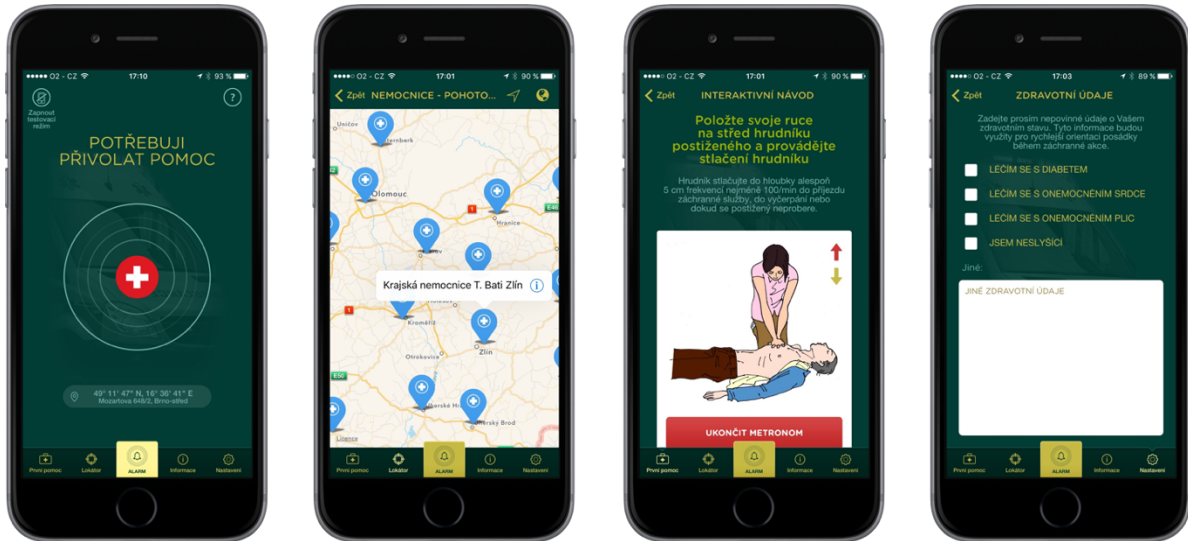 O2 - CZ
17:10
93 %
Zapnout
testovací
režim
?
POTŘEBUJI
PŘIVOLAT POMOC
49° 11' 47" N, 16° 36' 41" E
Mozartova 648/2, Brno-střed
První pomoc
Lokátor
ALARM
Informace
Nastavení
O2 - CZ
17:01
90 %
Zpět
NEMOCNICE - POHOTO...
Uničov
Šternberk
Olomouc
1
E46
Hranice
Krajská nemocnice T. Bati Zlín
1
Kroměříž
Zlín
Otrokovice
E50
Uherský Brod
Licence
První pomoc
Lokátor
ALARM
Informace
Nastavení
O2 - CZ
17:01
90 %
Zpět
INTERAKTIVNÍ NÁVOD
Položte svoje ruce
na střed hrudníku
postiženého a provádějte
stlačení hrudníku
Hrudník stlačujte do hloubky alespoň
5 cm frekvencí nejméně 100/min do příjezdu
záchranné služby, do vyčerpání nebo
dokud se postižený neprobere.
UKONČIT METRONOM
První pomoc
Lokátor
ALARM
Informace
Nastavení
O2 - CZ
17:03
89 %
Zpět
ZDRAVOTNÍ ÚDAJE
Zadejte prosím nepovinné údaje o Vašem
zdravotním stavu. Tyto informace budou
využity pro rychlejší orientaci posádky
během záchranné akce.
LÉČÍM SE S DIABETEM
LÉČÍM SE S ONEMOCNĚNÍM SRDCE
LÉČÍM SE S ONEMOCNĚNÍM PLIC
JSEM NESLYŠÍCÍ
Jiné:
JINÉ ZDRAVOTNÍ ÚDAJE
První pomoc
Lokátor
ALARM
Informace
Nastavení